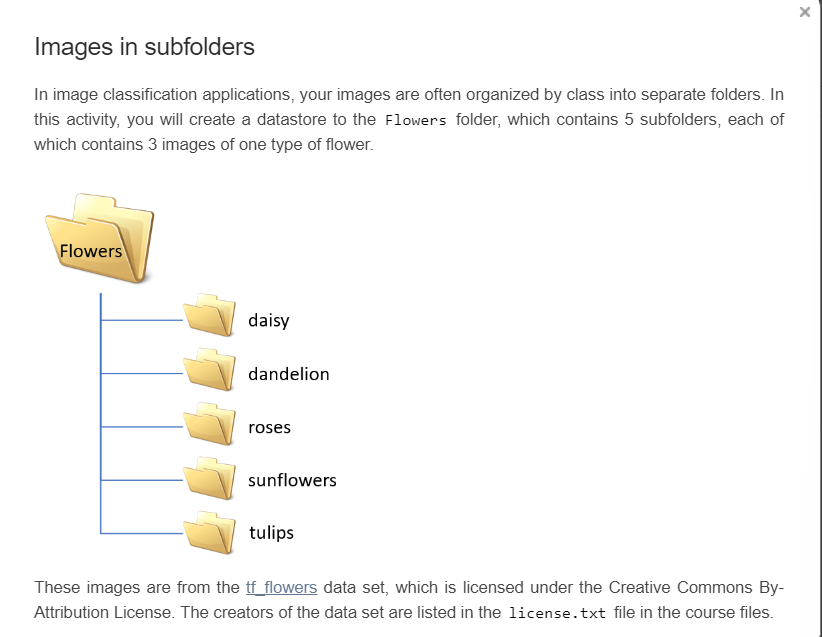 Images in subfolders
In image classification applications, your images are often organized by class into separate folders. In
this activity, you will create a datastore to the Flowers folder, which contains 5 subfolders, each of
which contains 3 images of one type of flower.
Flowers
daisy
dandelion
roses
sunflowers
tulips
These images are from the tf_flowers data set, which is licensed under the Creative Commons By-
Attribution License. The creators of the data set are listed in the license.txt file in the course files.